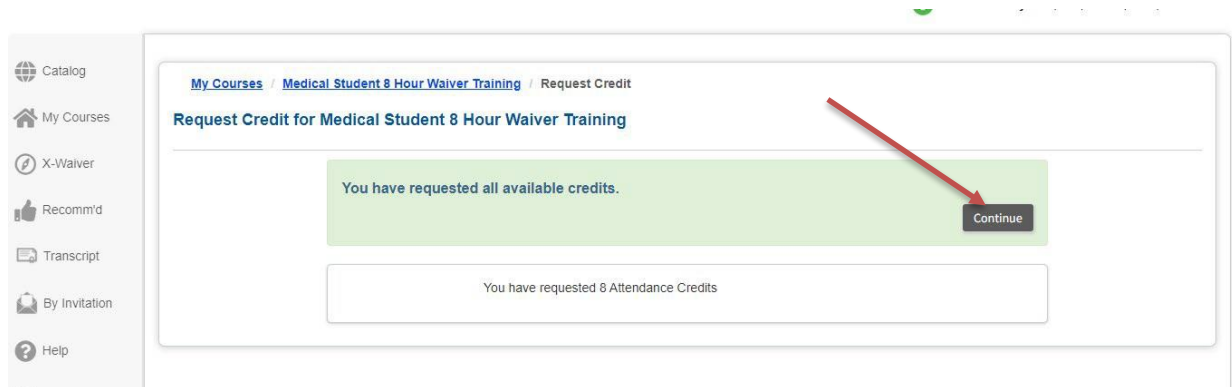 Catalog
My Courses
X-Waiver
Recomm'd
Transcript
By Invitation
Help
My Courses / Medical Student 8 Hour Waiver Training / Request Credit
Request Credit for Medical Student 8 Hour Waiver Training
You have requested all available credits.
Continue
You have requested 8 Attendance Credits